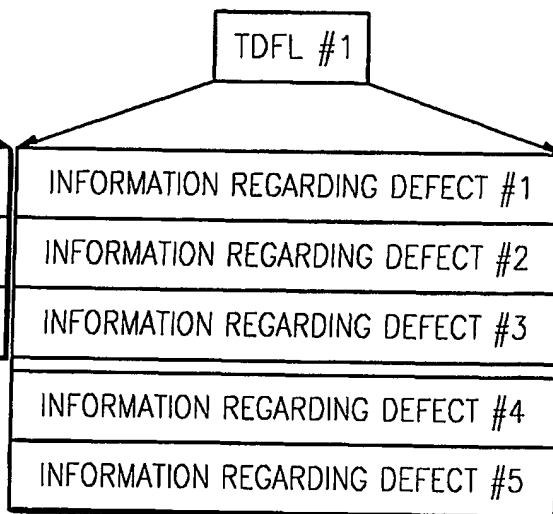 TDFL #1
INFORMATION REGARDING DEFECT #1
INFORMATION REGARDING DEFECT #2
INFORMATION REGARDING DEFECT #3
INFORMATION REGARDING DEFECT #4
INFORMATION REGARDING DEFECT #5